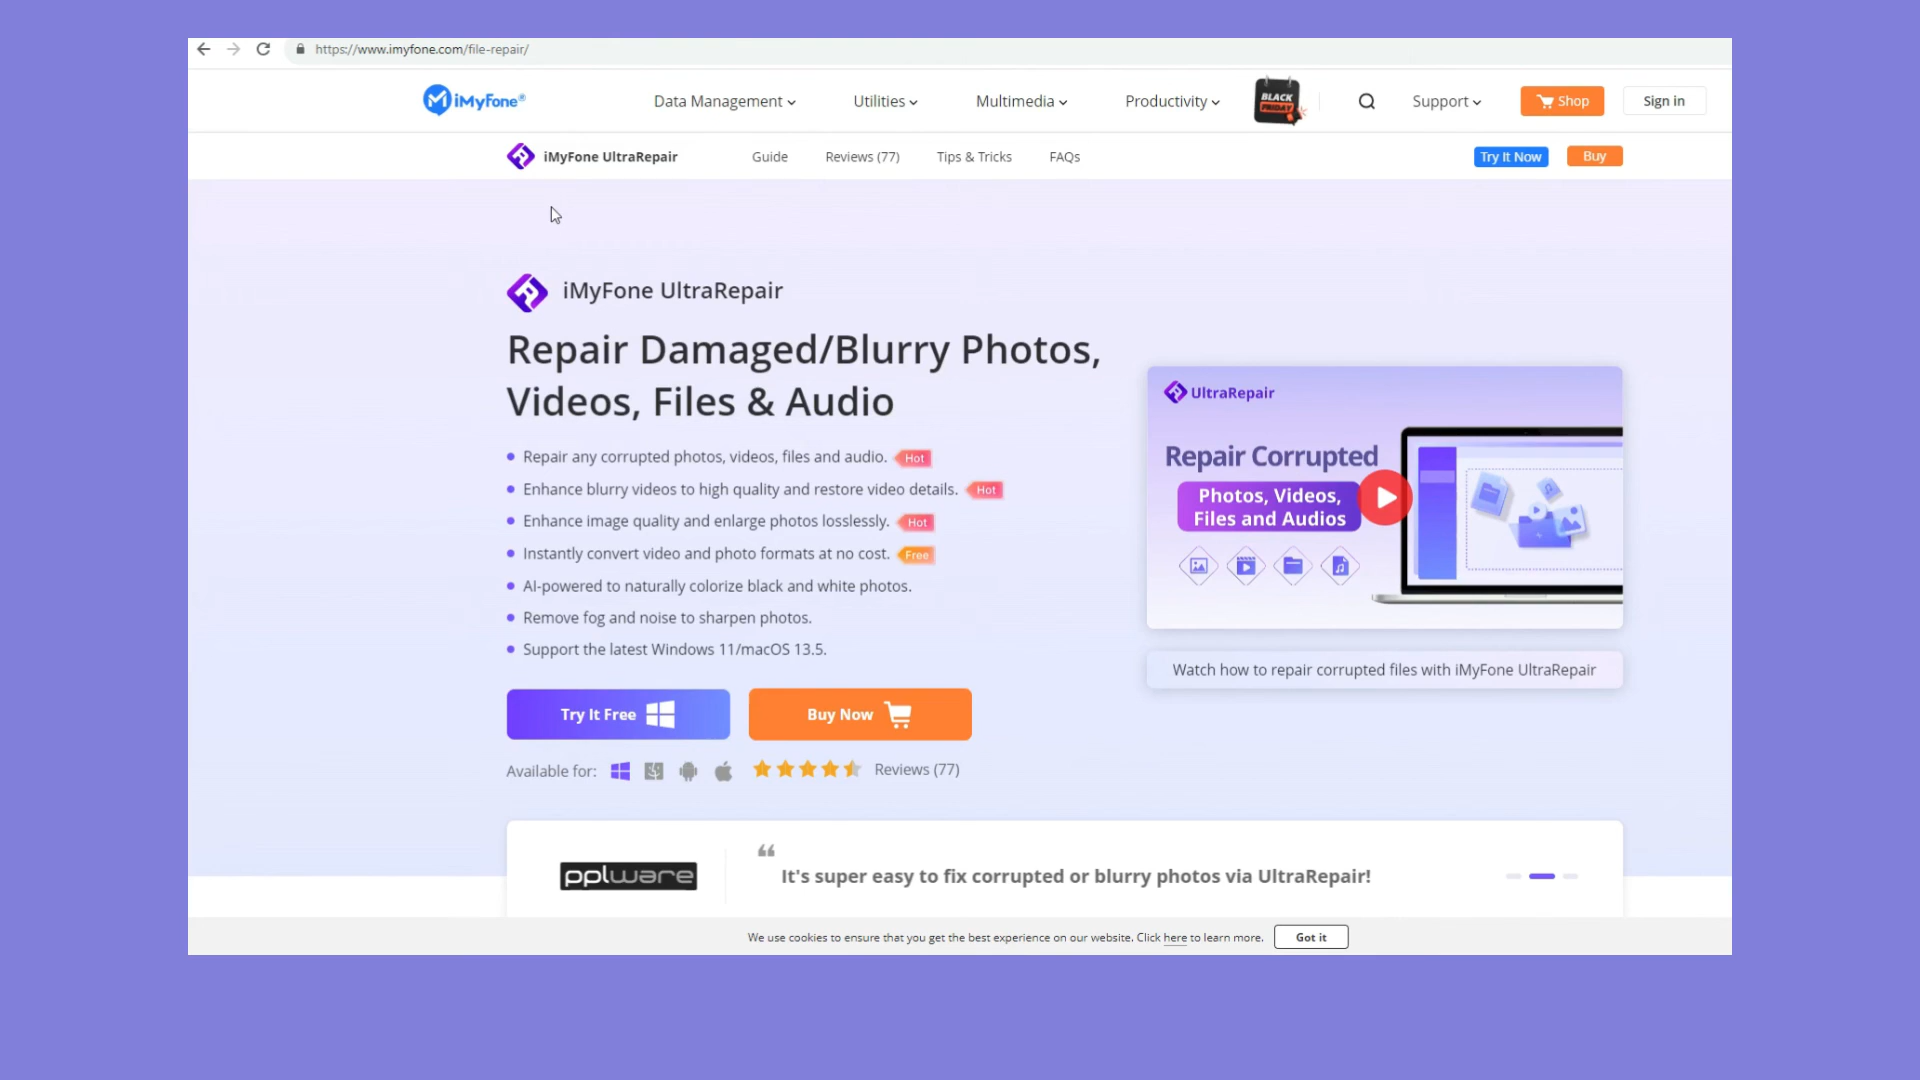 https://www.imyfone.com/file-repair/
iMyFone®
Data Management
Utilities
Multimedia
Productivity
BLACK
FRIDAY
Support
Shop
Sign in
iMyFone UltraRepair
Guide
Reviews (77)
Tips & Tricks
FAQs
Try It Now
Buy
iMyFone UltraRepair
Repair Damaged/Blurry Photos,
Videos, Files & Audio
Repair any corrupted photos, videos, files and audio. Hot
Enhance blurry videos to high quality and restore video details. Hot
Enhance image quality and enlarge photos losslessly. Hot
Instantly convert video and photo formats at no cost. Free
AI-powered to naturally colorize black and white photos.
Remove fog and noise to sharpen photos.
Support the latest Windows 11/macOS 13.5.
Try It Free
Buy Now
Available for:
Reviews (77)
UltraRepair
Repair Corrupted
Photos, Videos,
Files and Audios
Watch how to repair corrupted files with iMyFone UltraRepair
pplware
“
It's super easy to fix corrupted or blurry photos via UltraRepair!
We use cookies to ensure that you get the best experience on our website. Click here to learn more.
Got it